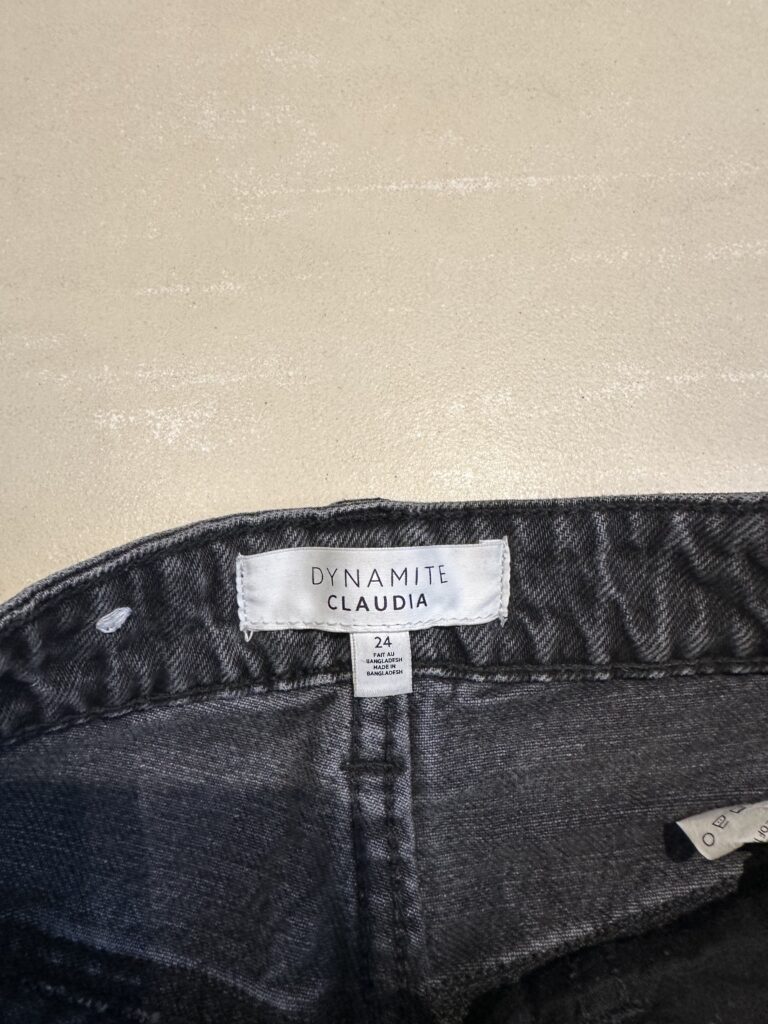 DYNAMITE
CLAUDIA
24
FAIT AU
BANGLADESH
MADE IN
BANGLADESH